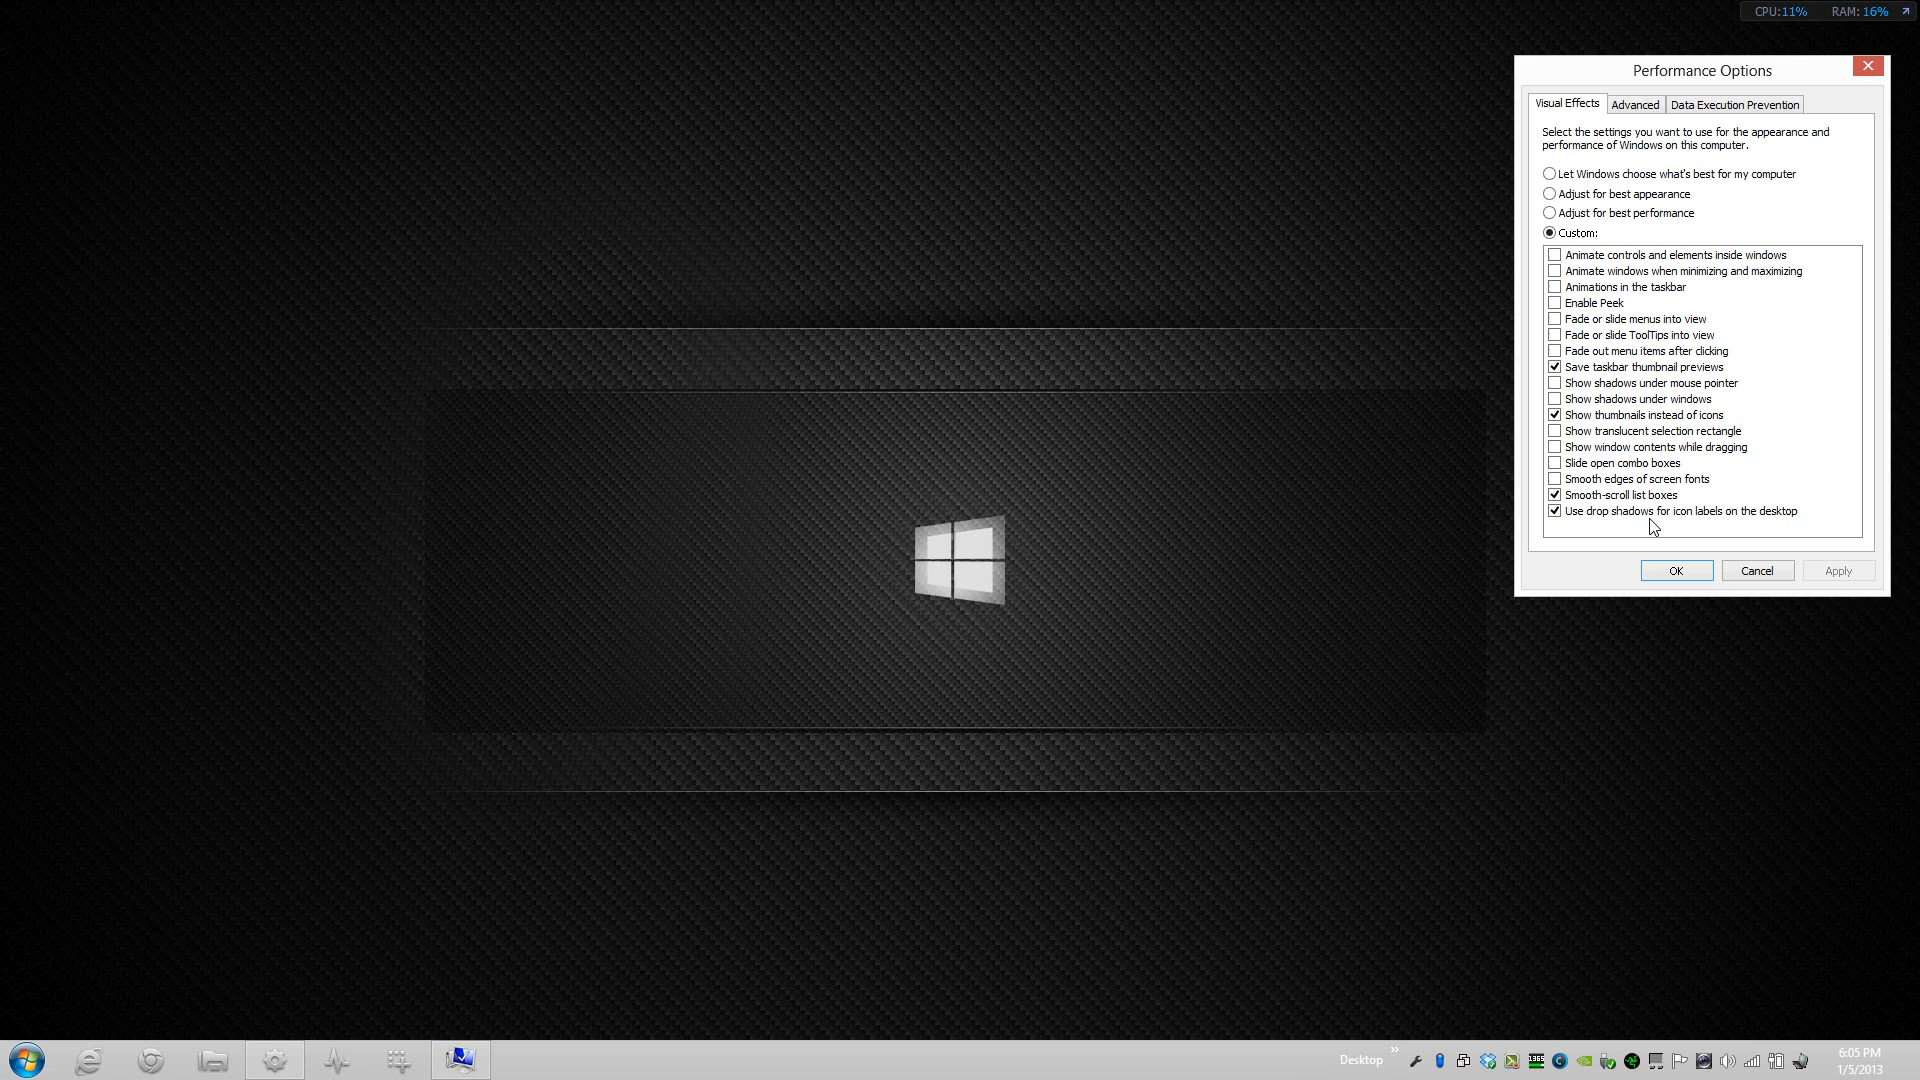 CPU:11% RAM: 16%
Performance Options
Visual Effects Advanced Data Execution Prevention
Select the settings you want to use for the appearance and
performance of Windows on this computer.
Let Windows choose what's best for my computer
Adjust for best appearance
Adjust for best performance
Custom:
Animate controls and elements inside windows
Animate windows when minimizing and maximizing
Animations in the taskbar
Enable Peek
Fade or slide menus into view
Fade or slide ToolTips into view
Fade out menu items after clicking
Save taskbar thumbnail previews
Show shadows under mouse pointer
Show shadows under windows
Show thumbnails instead of icons
Show translucent selection rectangle
Show window contents while dragging
Slide open combo boxes
Smooth edges of screen fonts
Smooth-scroll list boxes
Use drop shadows for icon labels on the desktop
OK Cancel Apply
Desktop
1365
6:05 PM
1/5/2013